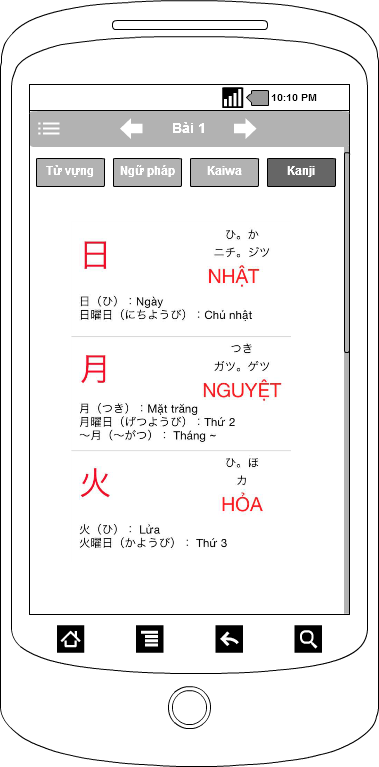 10:10 PM
Bài 1
Từ vựng
Ngữ pháp
Kaiwa
Kanji
日
ひ。か
ニチ。ジツ
NHẬT
日（ひ）：Ngày
日曜日（にちようび）：Chủ nhật
月
つき
ガツ。ゲツ
NGUYỆT
月（つき）：Mặt trăng
月曜日（げつようび）：Thứ 2
～月（～がつ）： Tháng ~
火
ひ。ほ
カ
HỎA
火（ひ）： Lửa
火曜日（かようび）： Thứ 3